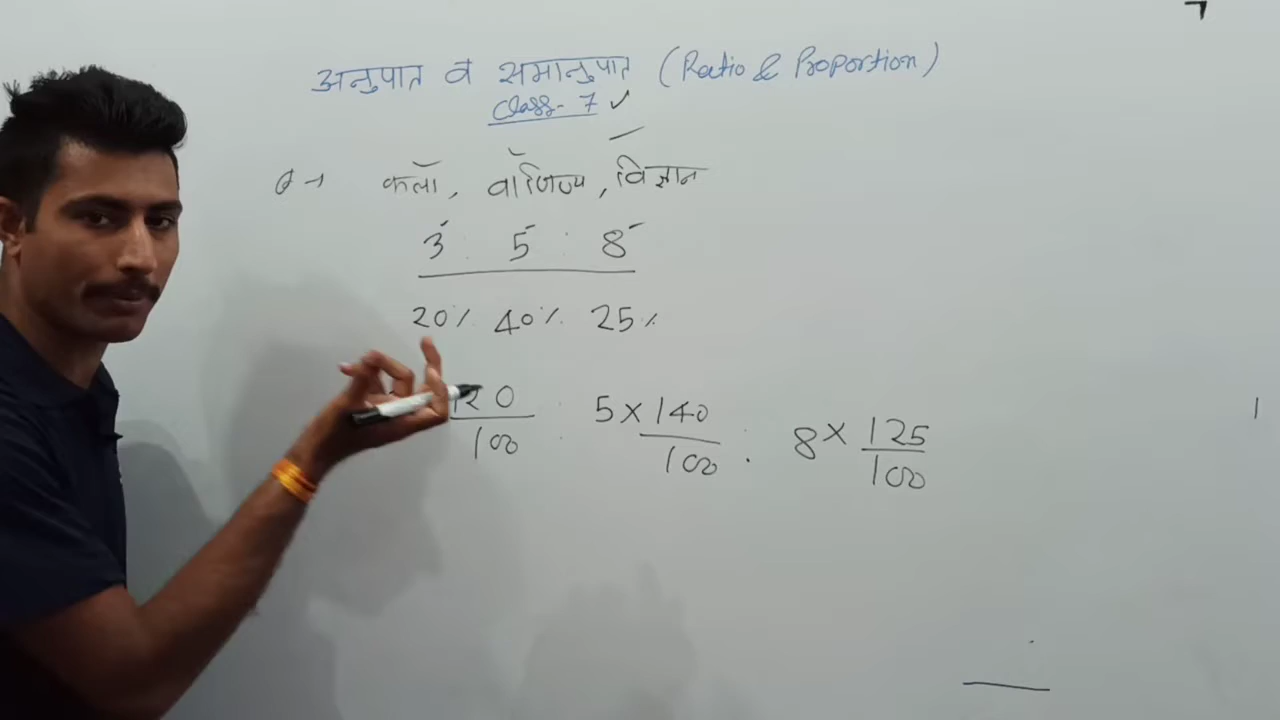 अनुपात व समानुपात (Ratio & Proportion)
Class- 7 ✓
Q → कला, वाणिज्य, विज्ञान
3 : 5 : 8
20% 40% 25%
120/100 : 5 × 140/100 : 8 × 125/100